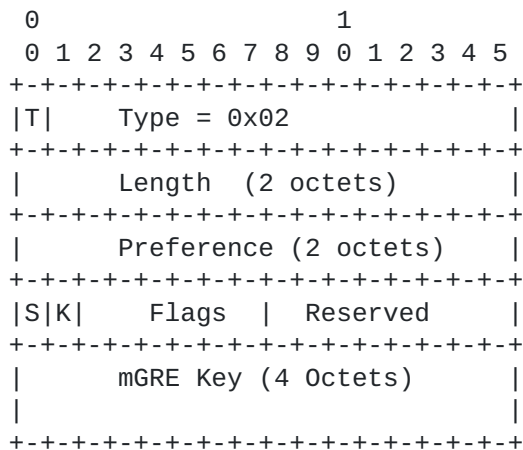 0                   1
 0 1 2 3 4 5 6 7 8 9 0 1 2 3 4 5
+-+-+-+-+-+-+-+-+-+-+-+-+-+-+-+-+
|T|    Type = 0x02              |
+-+-+-+-+-+-+-+-+-+-+-+-+-+-+-+-+
|      Length  (2 octets)       |
+-+-+-+-+-+-+-+-+-+-+-+-+-+-+-+-+
|      Preference (2 octets)    |
+-+-+-+-+-+-+-+-+-+-+-+-+-+-+-+-+
|S|K|    Flags  |  Reserved     |
+-+-+-+-+-+-+-+-+-+-+-+-+-+-+-+-+
|      mGRE Key (4 Octets)      |
|                               |
+-+-+-+-+-+-+-+-+-+-+-+-+-+-+-+-+